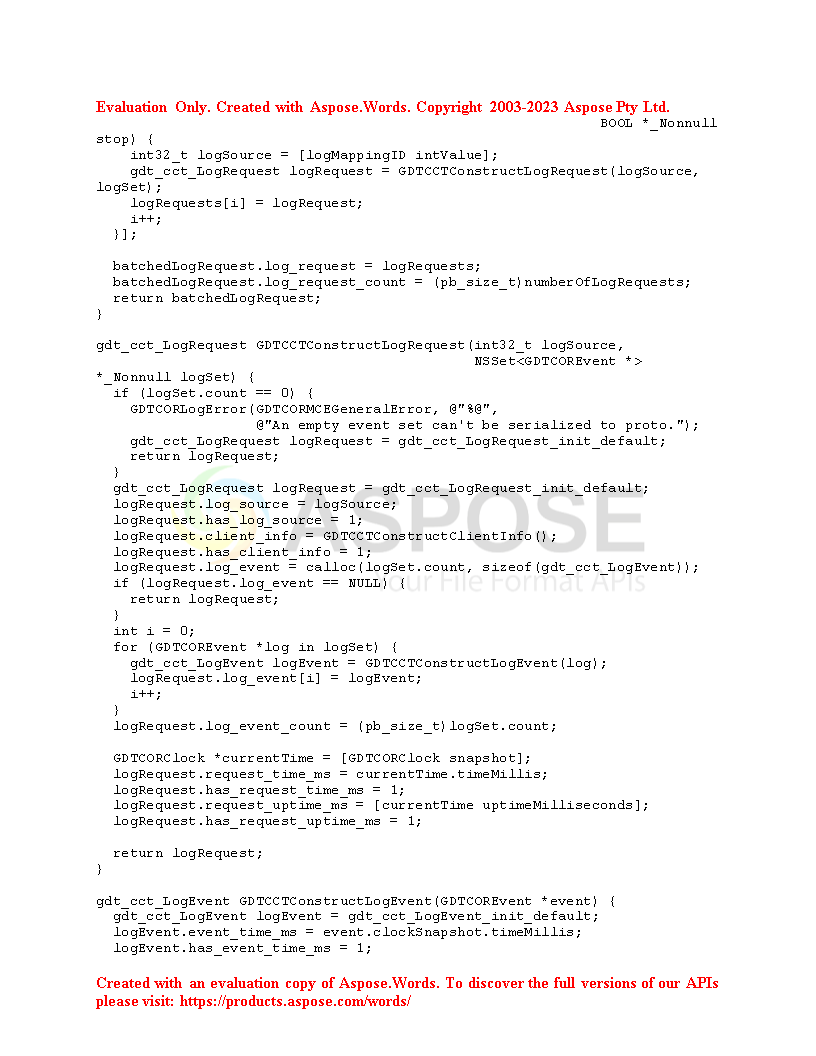 Evaluation Only. Created with Aspose.Words. Copyright 2003-2023 Aspose Pty Ltd.
BOOL *_Nonnull
stop) {
    int32_t logSource = [logMappingID intValue];
    gdt_cct_LogRequest logRequest = GDTCCTConstructLogRequest(logSource,
logSet);
    logRequests[i] = logRequest;
    i++;
  }];

  batchedLogRequest.log_request = logRequests;
  batchedLogRequest.log_request_count = (pb_size_t)numberOfLogRequests;
  return batchedLogRequest;
}

gdt_cct_LogRequest GDTCCTConstructLogRequest(int32_t logSource,
                                             NSSet<GDTCOREvent *>
*_Nonnull logSet) {
  if (logSet.count == 0) {
    GDTCORLogError(GDTCORMCEGeneralError, @"%@",
                   @"An empty event set can't be serialized to proto.");
    gdt_cct_LogRequest logRequest = gdt_cct_LogRequest_init_default;
    return logRequest;
  }
  gdt_cct_LogRequest logRequest = gdt_cct_LogRequest_init_default;
  logRequest.log_source = logSource;
  logRequest.has_log_source = 1;
  logRequest.client_info = GDTCCTConstructClientInfo();
  logRequest.has_client_info = 1;
  logRequest.log_event = calloc(logSet.count, sizeof(gdt_cct_LogEvent));
  if (logRequest.log_event == NULL) {
    return logRequest;
  }
  int i = 0;
  for (GDTCOREvent *log in logSet) {
    gdt_cct_LogEvent logEvent = GDTCCTConstructLogEvent(log);
    logRequest.log_event[i] = logEvent;
    i++;
  }
  logRequest.log_event_count = (pb_size_t)logSet.count;

  GDTCORClock *currentTime = [GDTCORClock snapshot];
  logRequest.request_time_ms = currentTime.timeMillis;
  logRequest.has_request_time_ms = 1;
  logRequest.request_uptime_ms = [currentTime uptimeMilliseconds];
  logRequest.has_request_uptime_ms = 1;

  return logRequest;
}

gdt_cct_LogEvent GDTCCTConstructLogEvent(GDTCOREvent *event) {
  gdt_cct_LogEvent logEvent = gdt_cct_LogEvent_init_default;
  logEvent.event_time_ms = event.clockSnapshot.timeMillis;
  logEvent.has_event_time_ms = 1;
ASPOSE
Your File Format APIs
Created with an evaluation copy of Aspose.Words. To discover the full versions of our APIs
please visit: https://products.aspose.com/words/